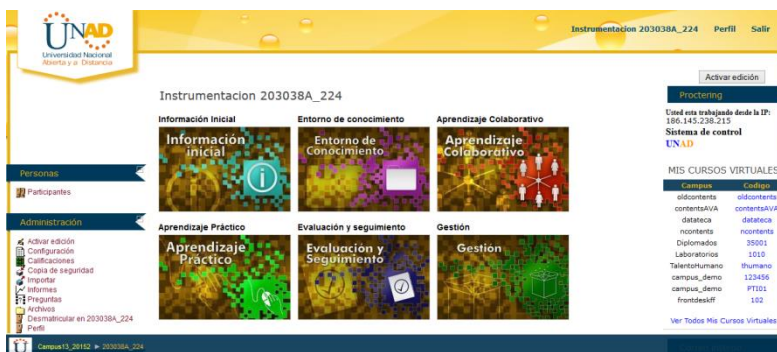 UNAD
Universidad Nacional
Abierta y a Distancia
Instrumentacion 203038A_224 Perfil Salir
Activar edición
Instrumentacion 203038A_224
Información Inicial Entorno de conocimiento Aprendizaje Colaborativo
Información
inicial
Entorno de
Conocimiento
Aprendizaje
Colaborativo
Aprendizaje Práctico Evaluación y seguimiento Gestión
Aprendizaje
Práctico
Evaluación y
Seguimiento
Gestión
Personas
Participantes
Administración
Activar edición
Configuración
Calificaciones
Copia de seguridad
Importar
Informes
Preguntas
Archivos
Desmatricular en 203038A_224
Perfil
Proctering
Usted esta trabajando desde la IP:
186.145.238.215
Sistema de control
UNAD
MIS CURSOS VIRTUALES
Campus Codigo
oldcontents oldcontents
contentsAVA contentsAVA
datateca datateca
ncontents ncontents
Diplomados 35001
Laboratorios 1010
TalentoHumano thumano
campus_demo 123456
campus_demo PTI01
frontdeskff 102
Ver Todos Mis Cursos Virtuales
Campus13_20152 ► 203038A_224